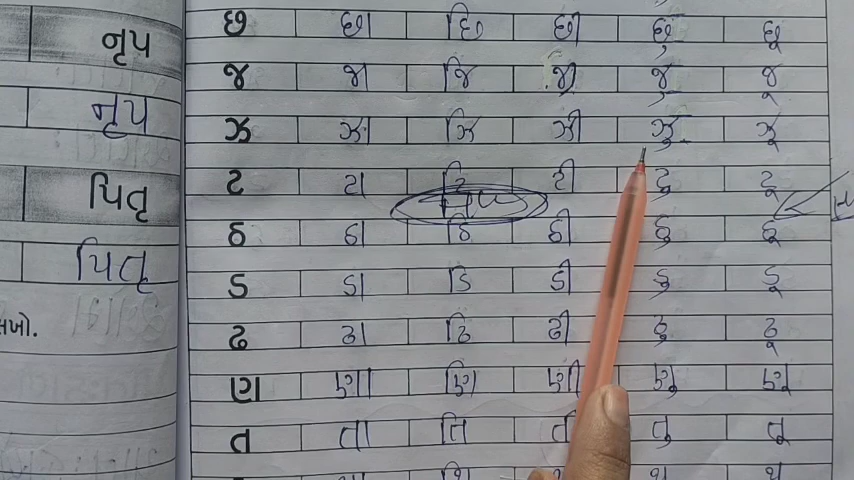 નૃપ
નૃપ
પિતૃ
પિતૃ
લખો.
છ છા છિ છી છુ છૂ
જ જા જિ જી જુ જૂ
ઝ ઝા ઝિ ઝી ઝુ ઝૂ
ટ ટા ટિ ટી ટુ ટૂ
ઠ ઠા ઠિ ઠી ઠુ ઠૂ
ડ ડા ડિ ડી ડુ ડૂ
ઢ ઢા ઢિ ઢી ઢુ ઢૂ
ણ ણા ણિ ણી ણુ ણૂ
ત તા તિ તી તુ તૂ